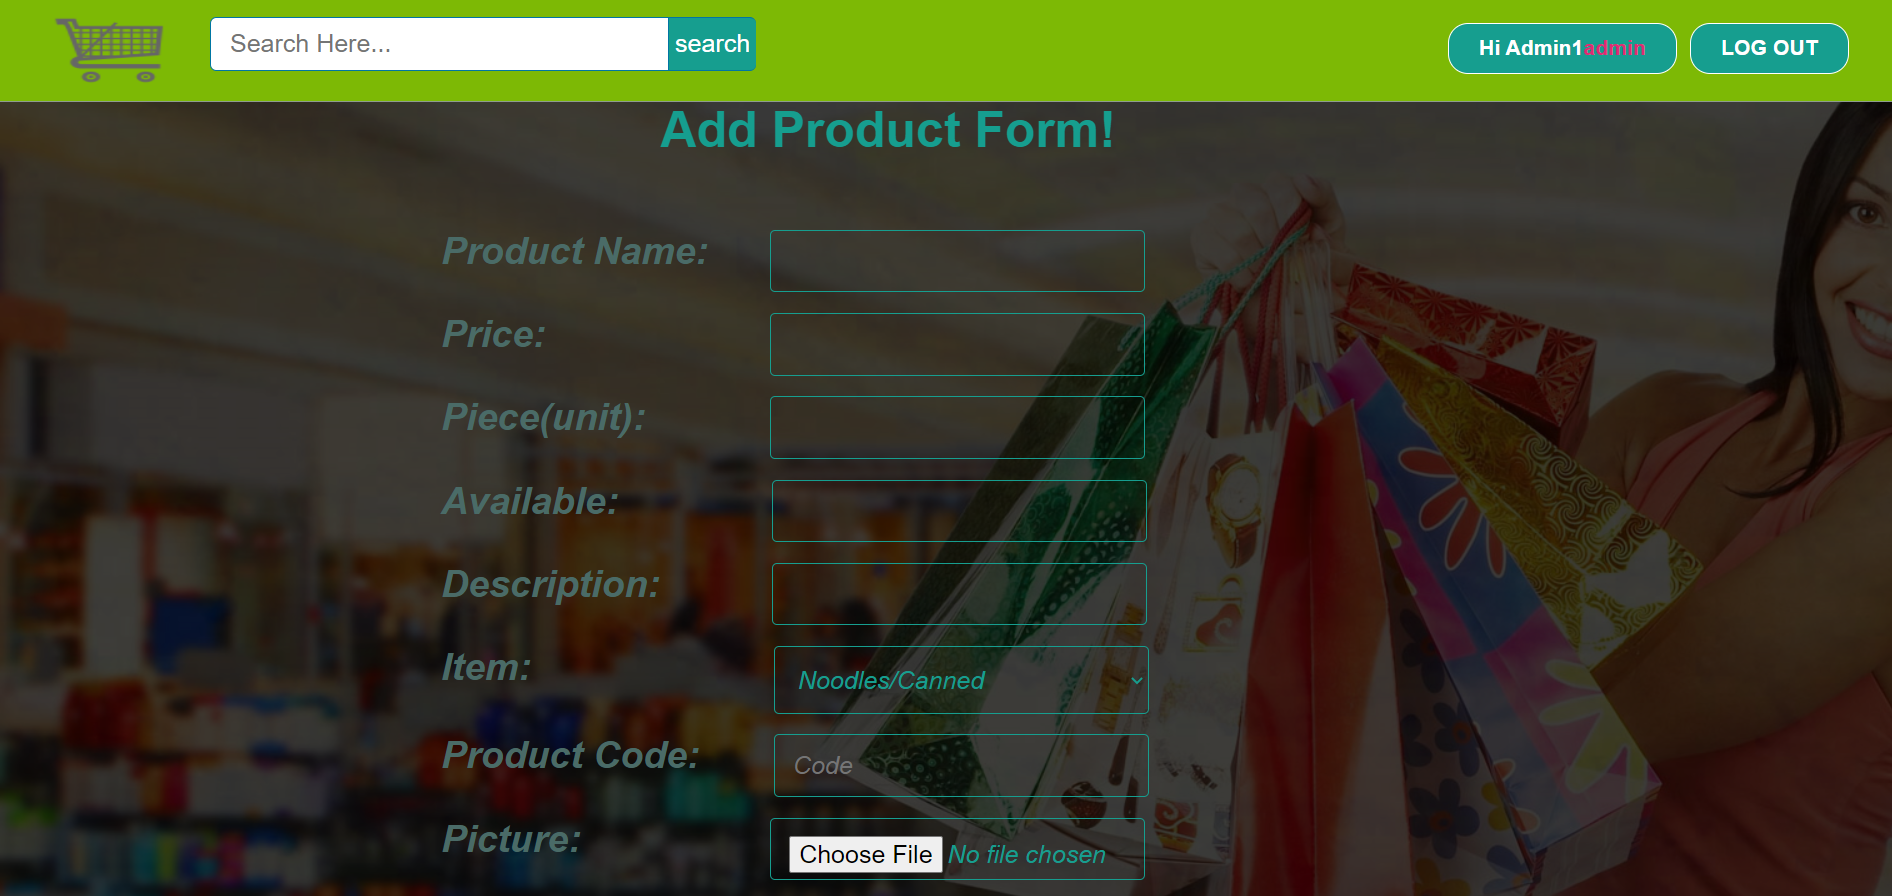 Search Here... search Hi Admin1admin LOG OUT
Add Product Form!
Product Name:
Price:
Piece(unit):
Available:
Description:
Item: Noodles/Canned
Product Code: Code
Picture: Choose File No file chosen